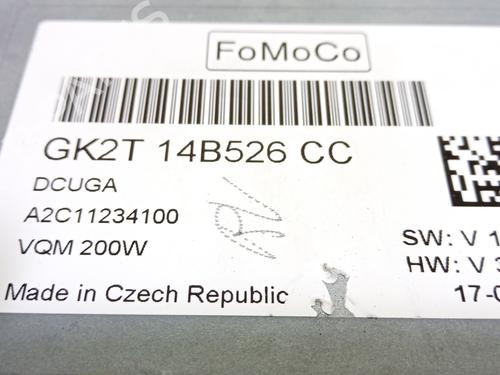 FoMoCo
GK2T 14B526 CC
DCUGA
A2C11234100
VQM 200W
SW: V 1
HW: V 3
17-0
Made in Czech Republic